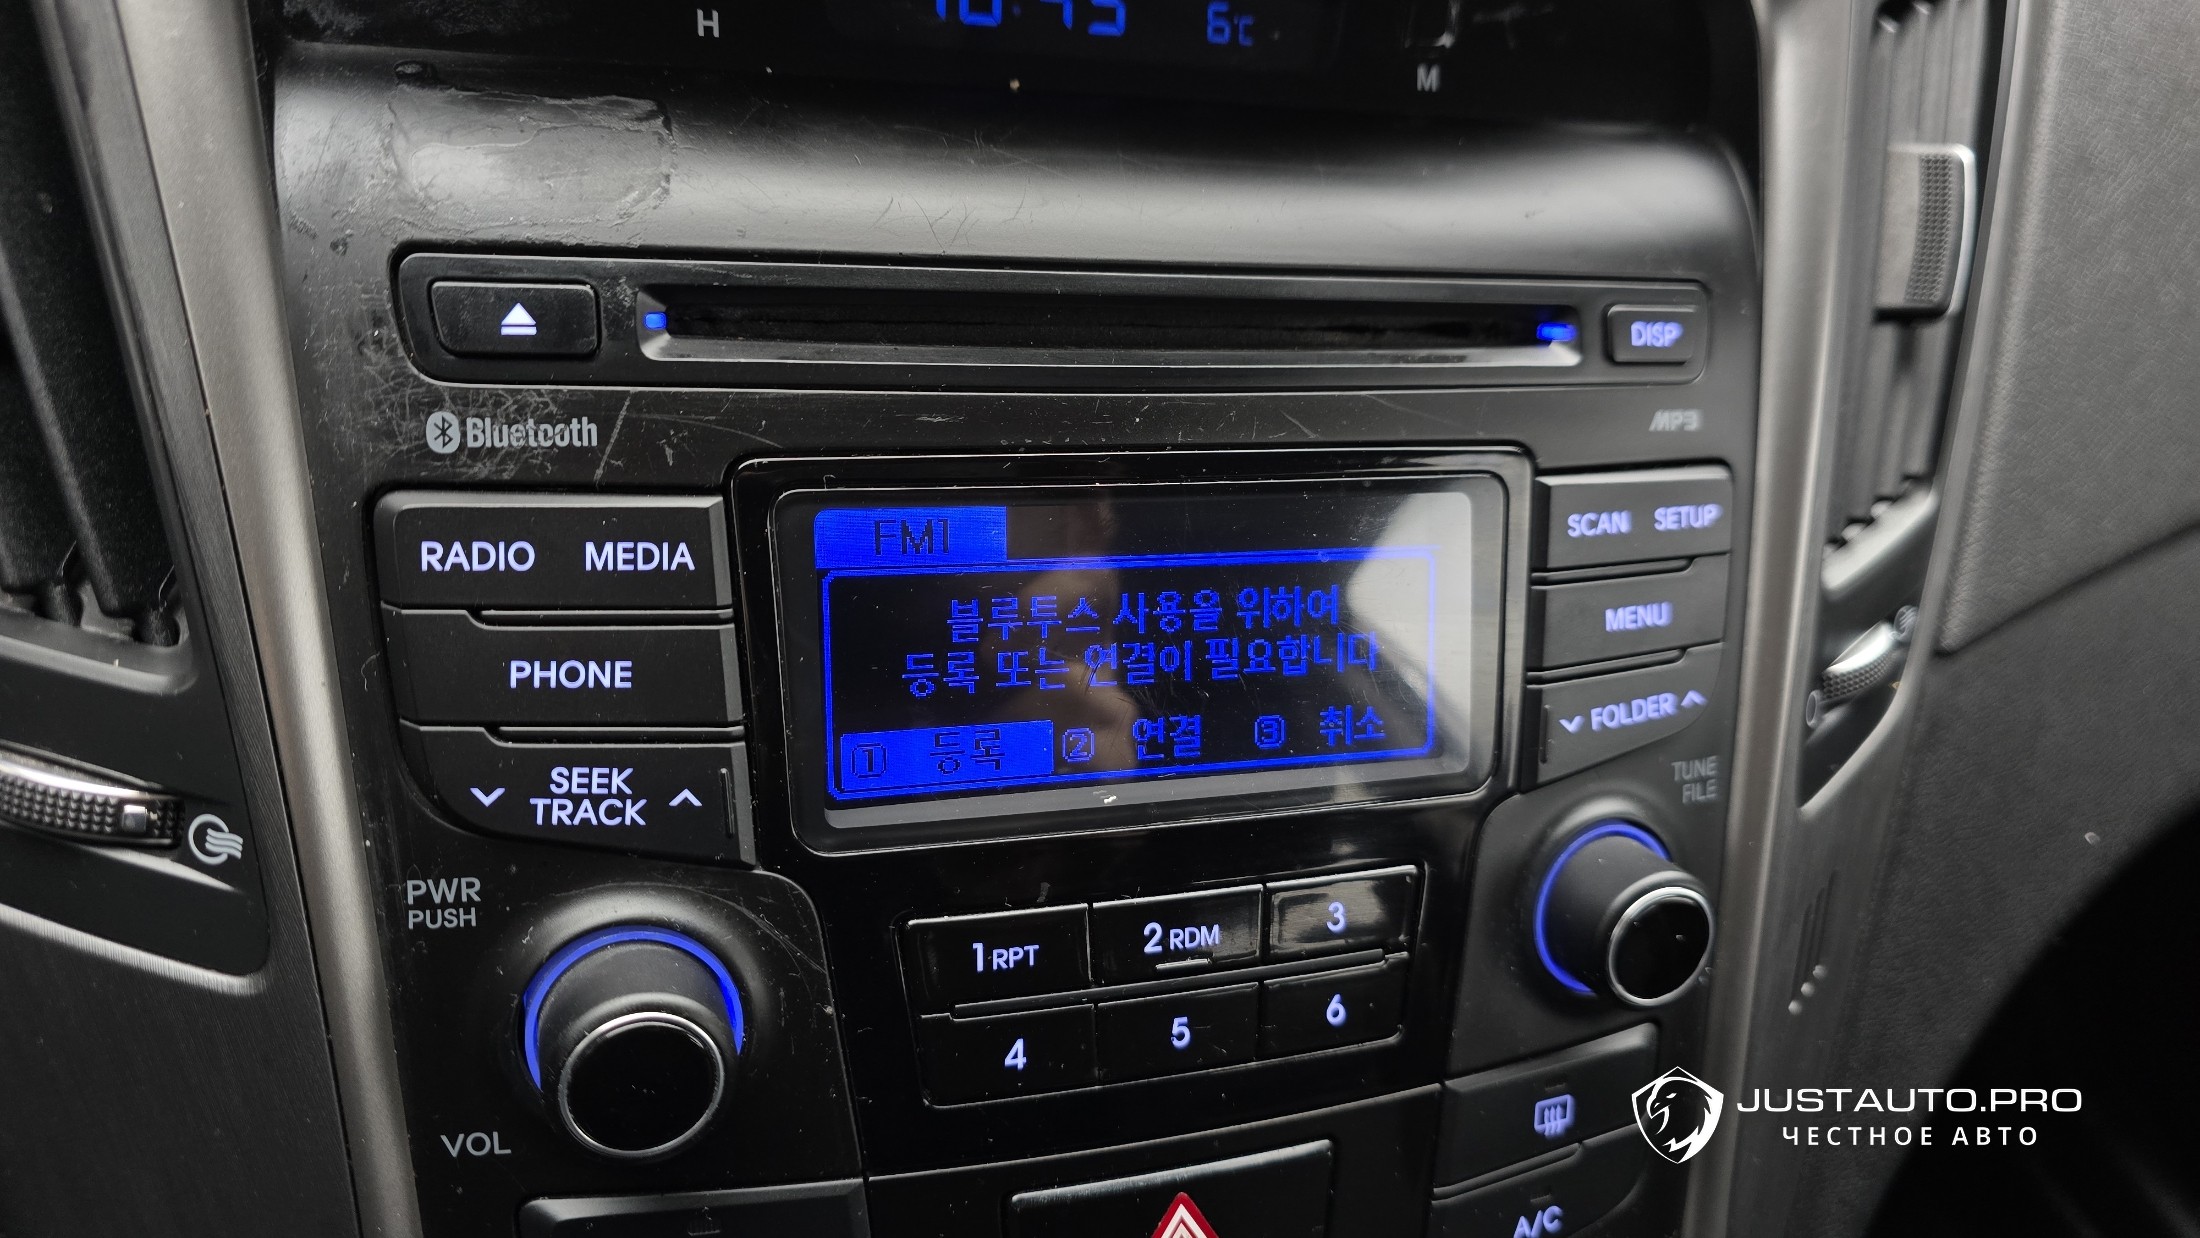 H
6°C
M
DISP
Bluetooth
MP3
RADIO MEDIA
SCAN SETUP
FM1
블루투스 사용을 위하여
등록 또는 연결이 필요합니다
① 등록 ② 연결 ③ 취소
PHONE
MENU
SEEK
TRACK
FOLDER
TUNE
FILE
PWR
PUSH
1 RPT
2 RDM
3
4
5
6
VOL
A/C
JUSTAUTO.PRO
ЧЕСТНОЕ АВТО